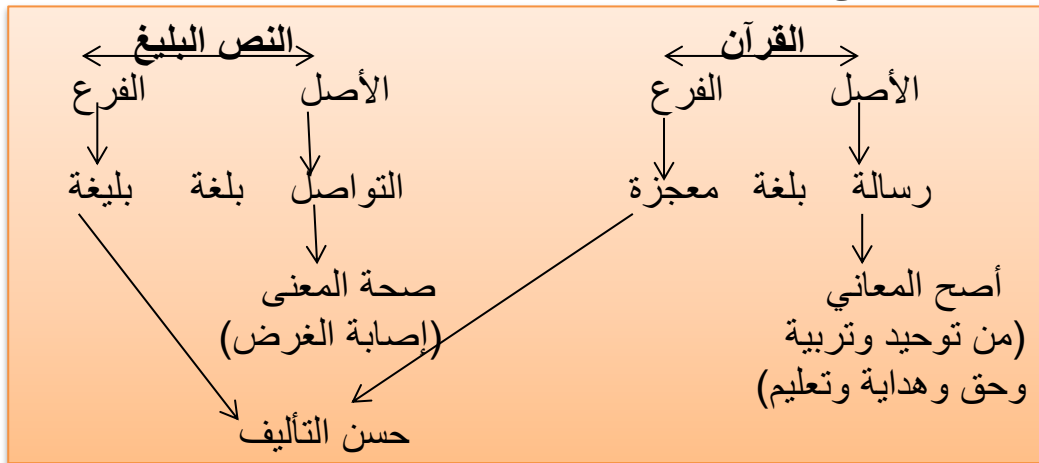 القرآن النص البليغ
الأصل الفرع الأصل الفرع
رسالة بلغة معجزة التواصل بلغة بليغة
أصح المعاني صحة المعنى
(من توحيد وتربية (إصابة الغرض)
وحق وهداية وتعليم)
حسن التأليف